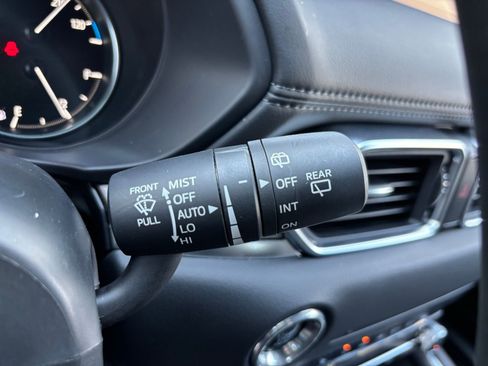 FRONT
PULL
MIST
OFF
AUTO
LO
HI
OFF
INT
ON
REAR